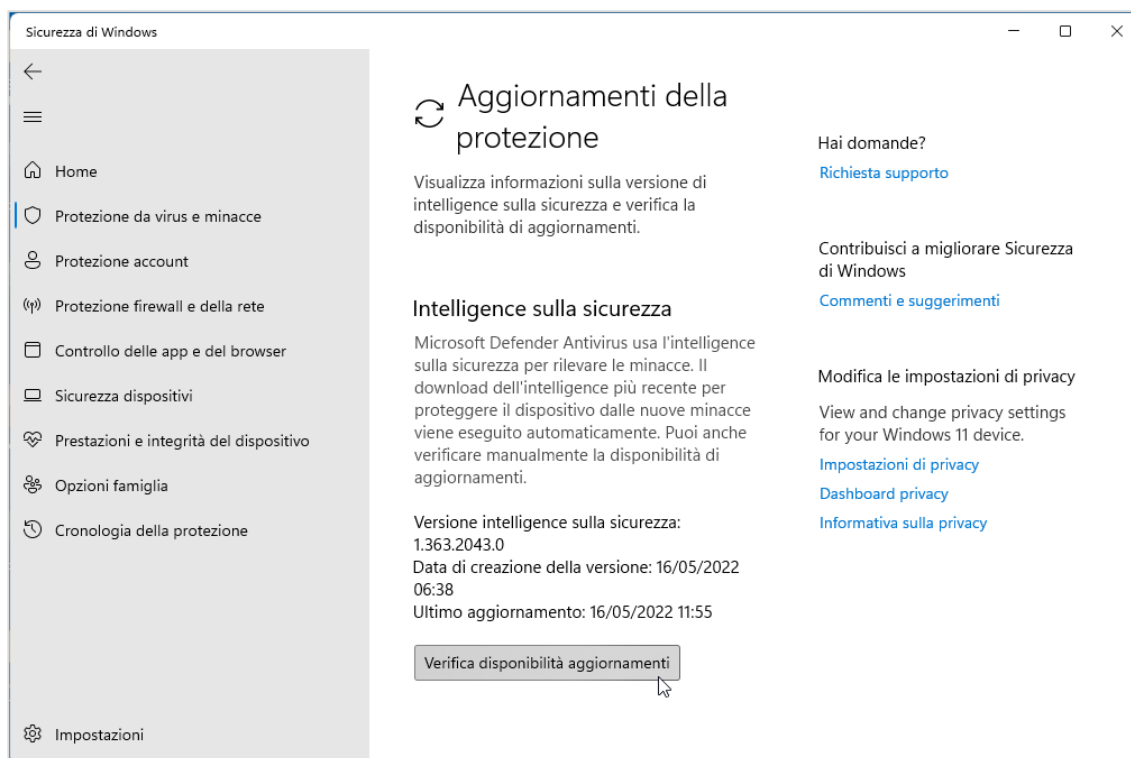 Sicurezza di Windows
Home
Protezione da virus e minacce
Protezione account
Protezione firewall e della rete
Controllo delle app e del browser
Sicurezza dispositivi
Prestazioni e integrità del dispositivo
Opzioni famiglia
Cronologia della protezione
Impostazioni
Aggiornamenti della
protezione
Visualizza informazioni sulla versione di
intelligence sulla sicurezza e verifica la
disponibilità di aggiornamenti.
Intelligence sulla sicurezza
Microsoft Defender Antivirus usa l'intelligence
sulla sicurezza per rilevare le minacce. Il
download dell'intelligence più recente per
proteggere il dispositivo dalle nuove minacce
viene eseguito automaticamente. Puoi anche
verificare manualmente la disponibilità di
aggiornamenti.
Versione intelligence sulla sicurezza:
1.363.2043.0
Data di creazione della versione: 16/05/2022
06:38
Ultimo aggiornamento: 16/05/2022 11:55
Verifica disponibilità aggiornamenti
Hai domande?
Richiesta supporto
Contribuisci a migliorare Sicurezza
di Windows
Commenti e suggerimenti
Modifica le impostazioni di privacy
View and change privacy settings
for your Windows 11 device.
Impostazioni di privacy
Dashboard privacy
Informativa sulla privacy